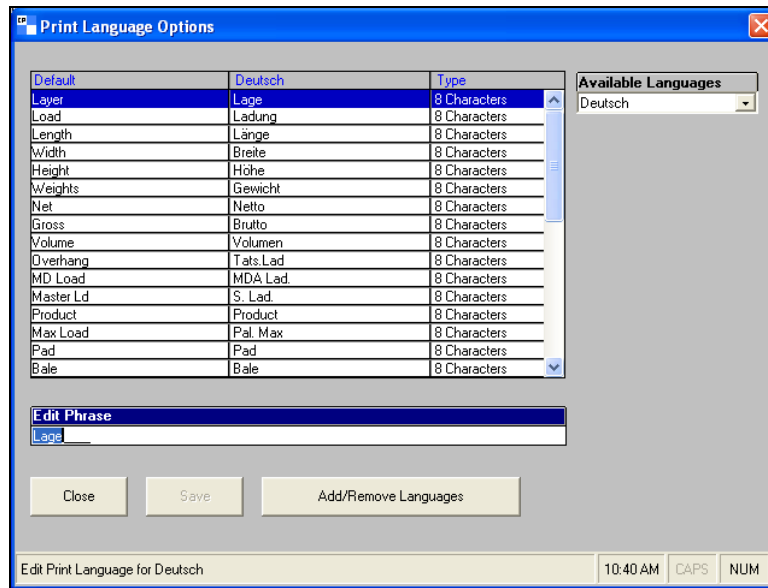 CP Print Language Options
Default Deutsch Type
Layer Lage 8 Characters
Load Ladung 8 Characters
Length Länge 8 Characters
Width Breite 8 Characters
Height Höhe 8 Characters
Weights Gewicht 8 Characters
Net Netto 8 Characters
Gross Brutto 8 Characters
Volume Volumen 8 Characters
Overhang Tats.Lad 8 Characters
MD Load MDA Lad. 8 Characters
Master Ld S. Lad. 8 Characters
Product Product 8 Characters
Max Load Pal. Max 8 Characters
Pad Pad 8 Characters
Bale Bale 8 Characters
Available Languages
Deutsch
Edit Phrase
Lage____
Close Save Add/Remove Languages
Edit Print Language for Deutsch 10:40 AM CAPS NUM